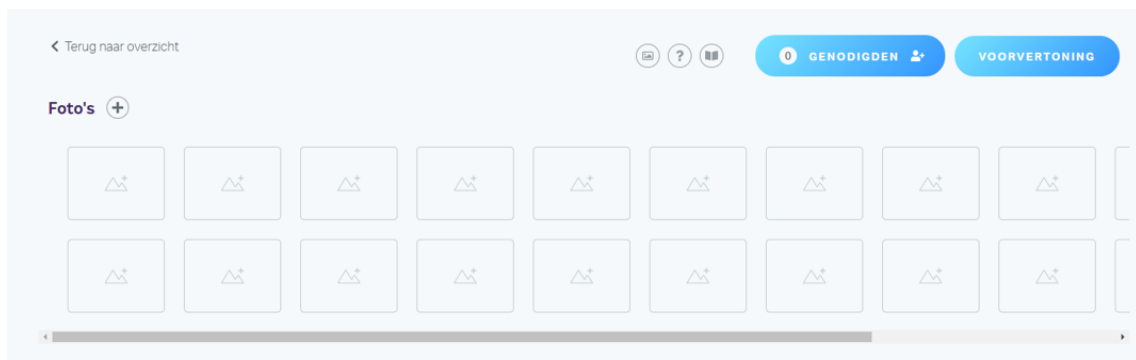 Terug naar overzicht
?
0 GENODIGDEN
VOORVERTONING
Foto's